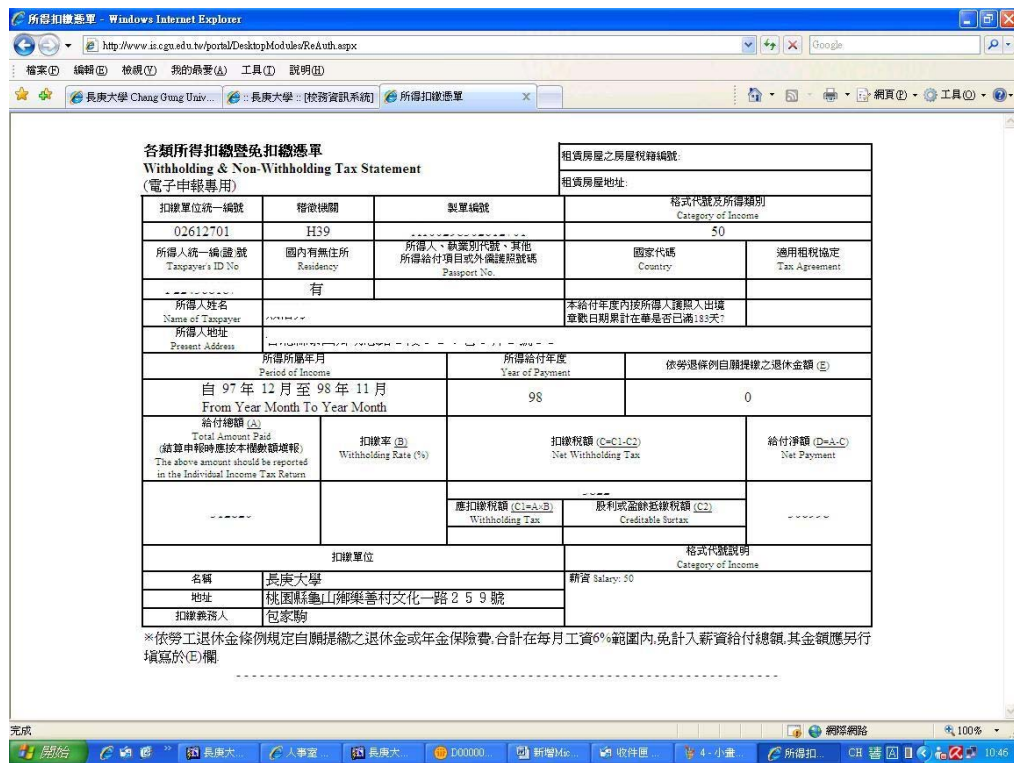 所得扣繳憑單 - Windows Internet Explorer
http://www.is.cgu.edu.tw/portal/DesktopModules/ReAuth.aspx
Google
檔案(F) 編輯(E) 檢視(V) 我的最愛(A) 工具(T) 說明(H)
長庚大學 Chang Gung Univ... :: 長庚大學 :: [校務資訊系統] 所得扣繳憑單 網頁(P) 工具(O)
各類所得扣繳暨免扣繳憑單
Withholding & Non-Withholding Tax Statement
(電子申報專用)
租賃房屋之房屋稅籍編號:
租賃房屋地址:
扣繳單位統一編號 稽徵機關 製單編號 格式代號及所得類別
Category of Income
02612701 H39 50
所得人統一編(證)號 國內有無住所 所得人、執業別代號、其他 國家代碼 適用租稅協定
所得給付項目或外僑護照號碼
Taxpayer's ID No Residency Passport No. Country Tax Agreement
有
所得人姓名 本給付年度內按所得人護照入出境
Name of Taxpayer 章戳日期累計在華是否已滿183天?
所得人地址
Present Address
所得所屬年月 所得給付年度 依勞退條例自願提繳之退休金額 (E)
Period of Income Year of Payment
自 97 年 12 月 至 98 年 11 月 98 0
From Year Month To Year Month
給付總額 (A)
Total Amount Paid
(結算申報時應按本欄數額填報)
The above amount should be reported
in the Individual Income Tax Return
扣繳率 (B)
Withholding Rate (%)
扣繳稅額 (C=C1-C2)
Net Withholding Tax
給付淨額 (D=A-C)
Net Payment
應扣繳稅額 (C1=A×B) 股利或盈餘抵繳稅額 (C2)
Withholding Tax Creditable Surtax
扣繳單位 格式代號說明
Category of Income
名稱 長庚大學 薪資 Salary: 50
地址 桃園縣龜山鄉樂善村文化一路259號
扣繳義務人 包家駒
※依勞工退休金條例規定自願提繳之退休金或年金保險費,合計在每月工資6%範圍內,免計入薪資給付總額,其金額應另行
填寫於(E)欄.
完成 網際網路 100%
開始 長庚大... 人事室... 長庚大... D00000... 新增Mic... 收件匣... 4 - 小畫... 所得扣... CH 10:46